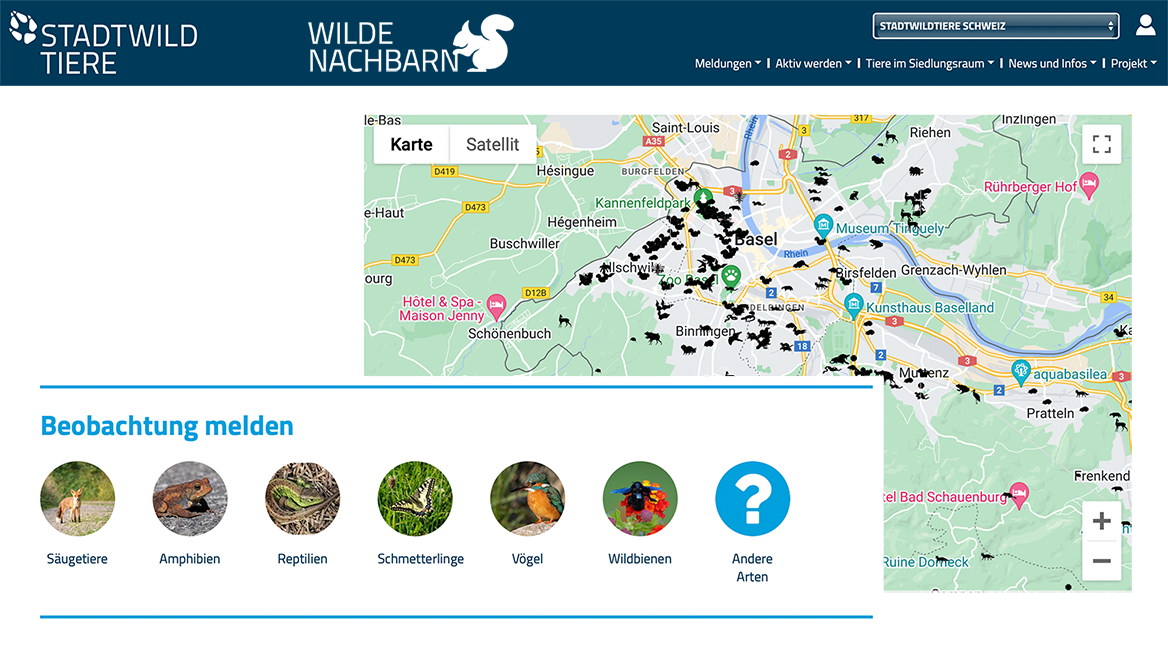 STADTWILD
TIERE
WILDE
NACHBARN
STADTWILDTIERE SCHWEIZ
Meldungen
Aktiv werden
Tiere im Siedlungsraum
News und Infos
Projekt
le-Bas
Karte
Satellit
Saint-Louis
A35
3
317
Inzlingen
Riehen
2
Rhein
5
D419
Hésingue
BURGFELDEN
Rührberger Hof
D473
Kannenfeldpark
3
e-Haut
Hégenheim
Museum Tinguely
Buschwiller
Basel
Rhein
D473
Allschwil
Zoo Basel
Birsfelden
Grenzach-Wyhlen
ourg
D12B
2
7
34
Hôtel & Spa -
Maison Jenny
Kunsthaus Baselland
3
Schönenbuch
Binningen
18
2
3
Muttenz
aquabasilea
3
2
Pratteln
Frenkend
tel Bad Schauenburg
Ruine Dorneck
Beobachtung melden
Säugetiere
Amphibien
Reptilien
Schmetterlinge
Vögel
Wildbienen
?
Andere
Arten